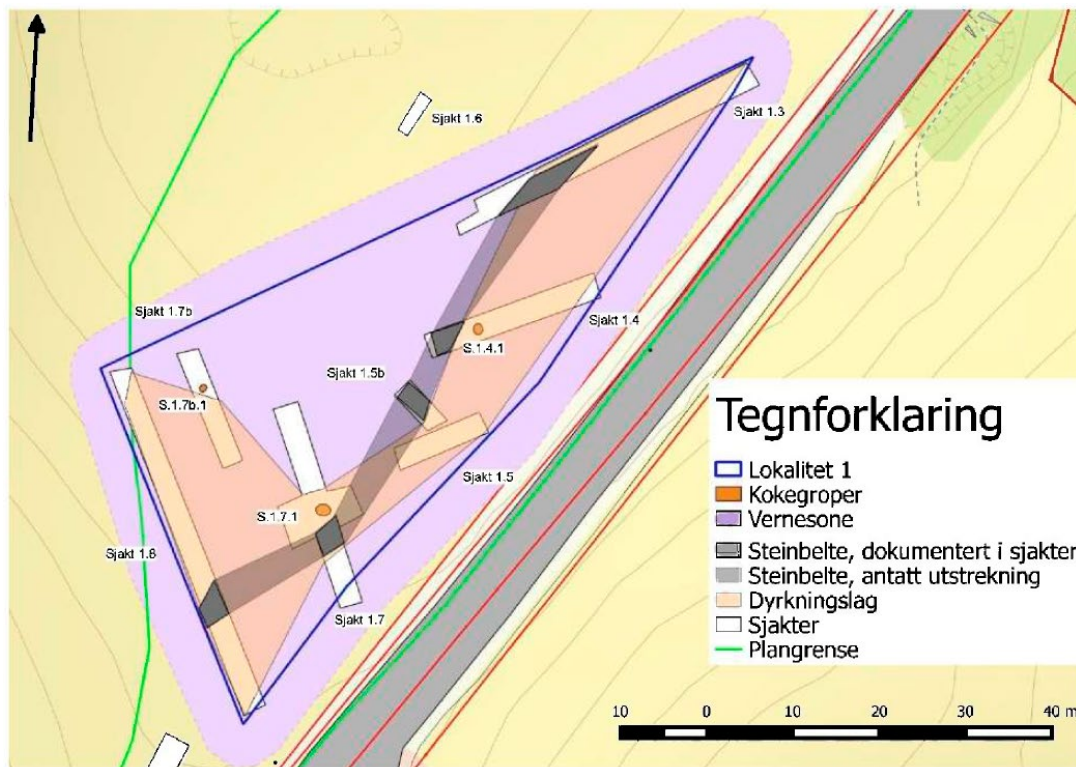 Sjakt 1.6
Sjakt 1.3
Sjakt 1.7b
Sjakt 1.4
S.1.4.1
Sjakt 1.5b
S.1.7b.1
Sjakt 1.5
S.1.7.1
Sjakt 1.8
Sjakt 1.7
Tegnforklaring
Lokalitet 1
Kokegroper
Vernesone
Steinbelte, dokumentert i sjakter
Steinbelte, antatt utstrekning
Dyrkningslag
Sjakter
Plangrense
10 0 10 20 30 40 m